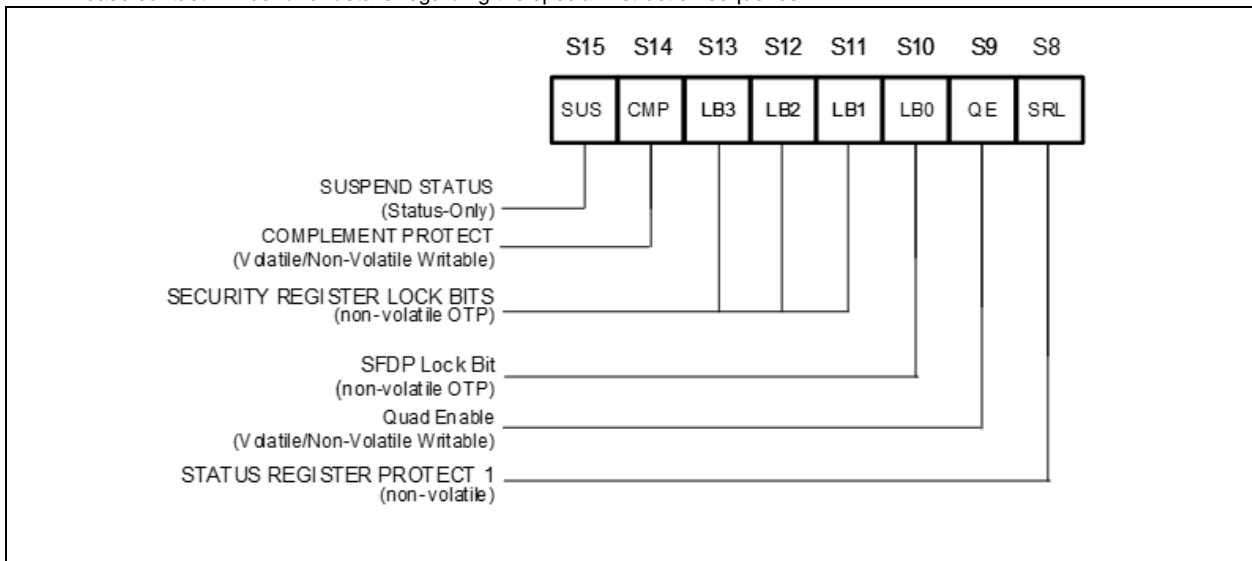 S15 S14 S13 S12 S11 S10 S9 S8
SUS CMP LB3 LB2 LB1 LB0 QE SRL
SUSPEND STATUS
(Status-Only)
COMPLEMENT PROTECT
(Volatile/Non-Volatile Writable)
SECURITY REGISTER LOCK BITS
(non-volatile OTP)
SFDP Lock Bit
(non-volatile OTP)
Quad Enable
(Volatile/Non-Volatile Writable)
STATUS REGISTER PROTECT 1
(non-volatile)